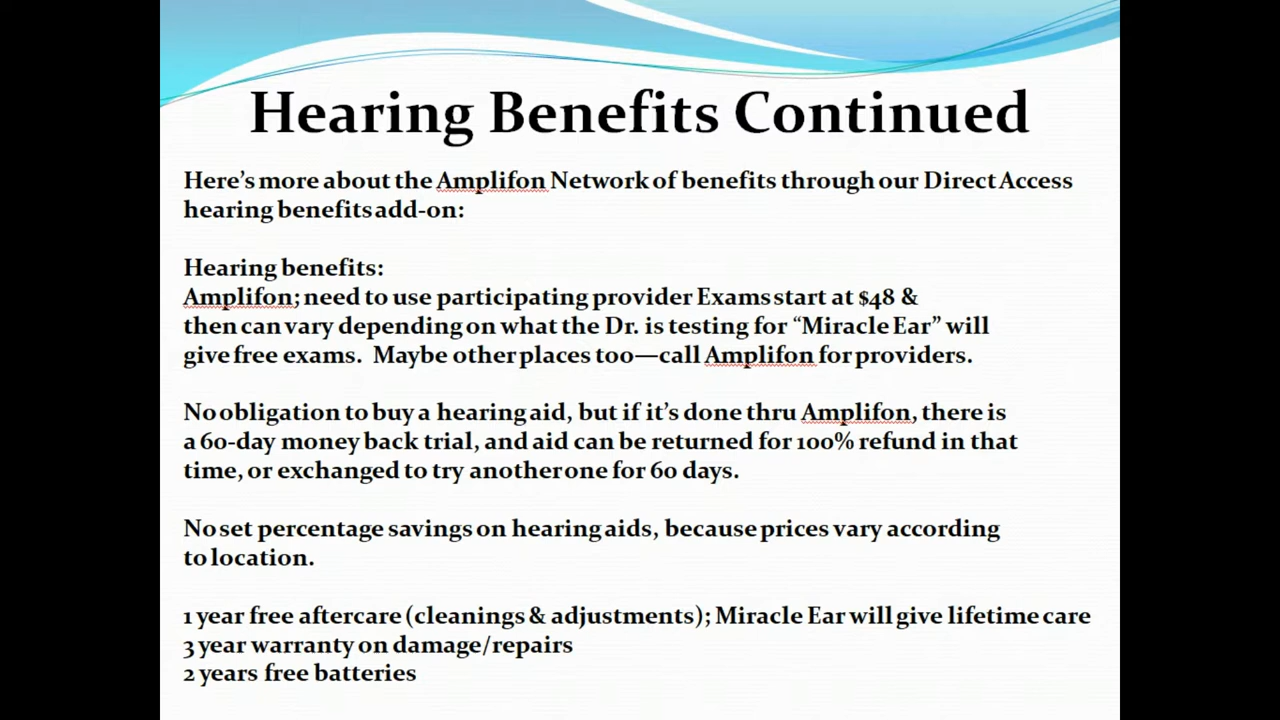 Hearing Benefits Continued
Here's more about the Amplifon Network of benefits through our Direct Access
hearing benefits add-on:
Hearing benefits:
Amplifon; need to use participating provider Exams start at $48 &
then can vary depending on what the Dr. is testing for “Miracle Ear” will
give free exams.  Maybe other places too—call Amplifon for providers.
No obligation to buy a hearing aid, but if it's done thru Amplifon, there is
a 60-day money back trial, and aid can be returned for 100% refund in that
time, or exchanged to try another one for 60 days.
No set percentage savings on hearing aids, because prices vary according
to location.
1 year free aftercare (cleanings & adjustments); Miracle Ear will give lifetime care
3 year warranty on damage/repairs
2 years free batteries